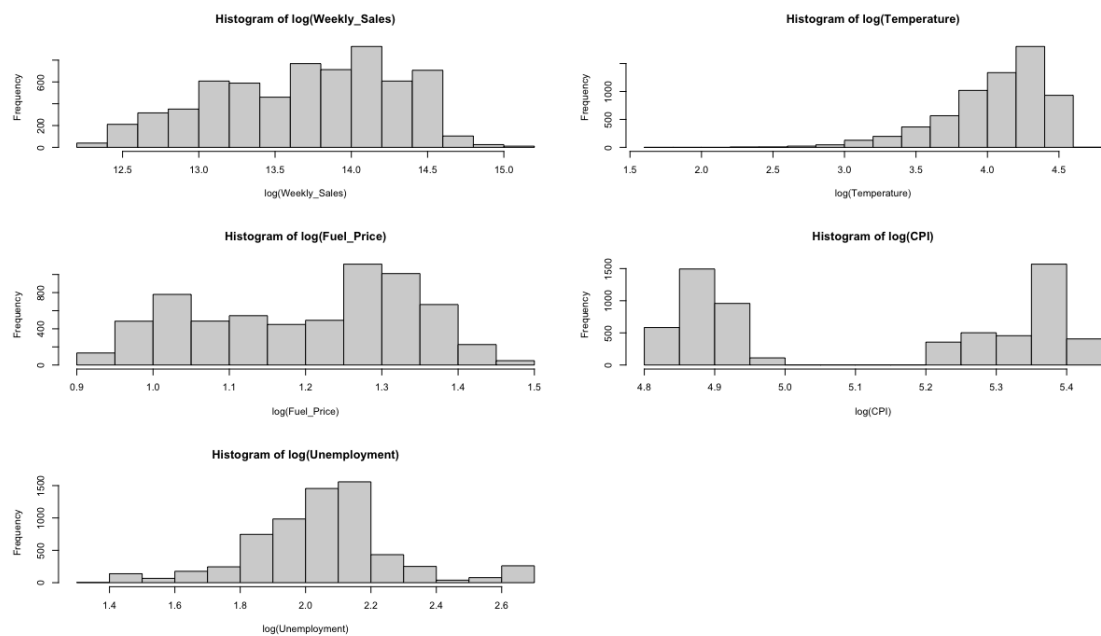 Histogram of log(Weekly_Sales)
Frequency
0 200 600
12.5 13.0 13.5 14.0 14.5 15.0
log(Weekly_Sales)
Histogram of log(Temperature)
Frequency
0 500 1000
1.5 2.0 2.5 3.0 3.5 4.0 4.5
log(Temperature)
Histogram of log(Fuel_Price)
Frequency
0 400 800
0.9 1.0 1.1 1.2 1.3 1.4 1.5
log(Fuel_Price)
Histogram of log(CPI)
Frequency
0 500 1000 1500
4.8 4.9 5.0 5.1 5.2 5.3 5.4
log(CPI)
Histogram of log(Unemployment)
Frequency
0 500 1000 1500
1.4 1.6 1.8 2.0 2.2 2.4 2.6
log(Unemployment)